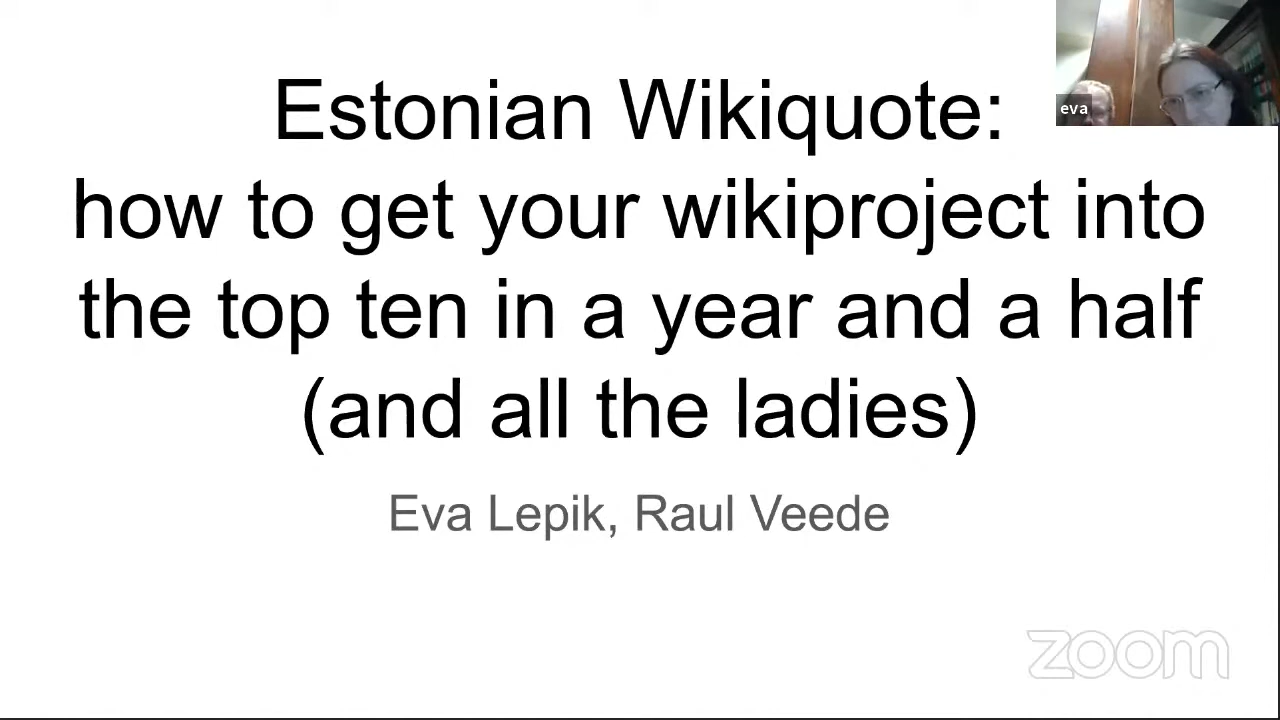 Estonian Wikiquote:
eva
how to get your wikiproject into
the top ten in a year and a half
(and all the ladies)
Eva Lepik, Raul Veede
zoom